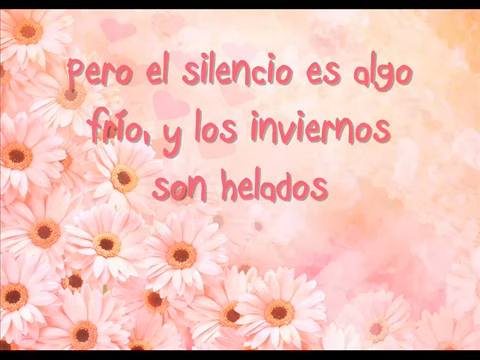 Pero el silencio es algo
frío, y los inviernos
son helados